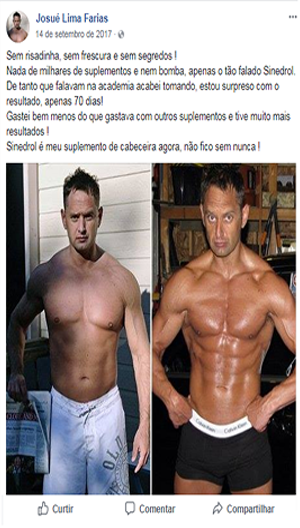 Josué Lima Farias
14 de setembro de 2017 ·
Sem risadinha, sem frescura e sem segredos !
Nada de milhares de suplementos e nem bomba, apenas o tão falado Sinedrol.
De tanto que falavam na academia acabei tomando, estou surpreso com o
resultado, apenas 70 dias!
Gastei bem menos do que gastava com outros suplementos e tive muito mais
resultados !
Sinedrol é meu suplemento de cabeceira agora, não fico sem nunca !
Calvin Klein
Curtir Comentar Compartilhar